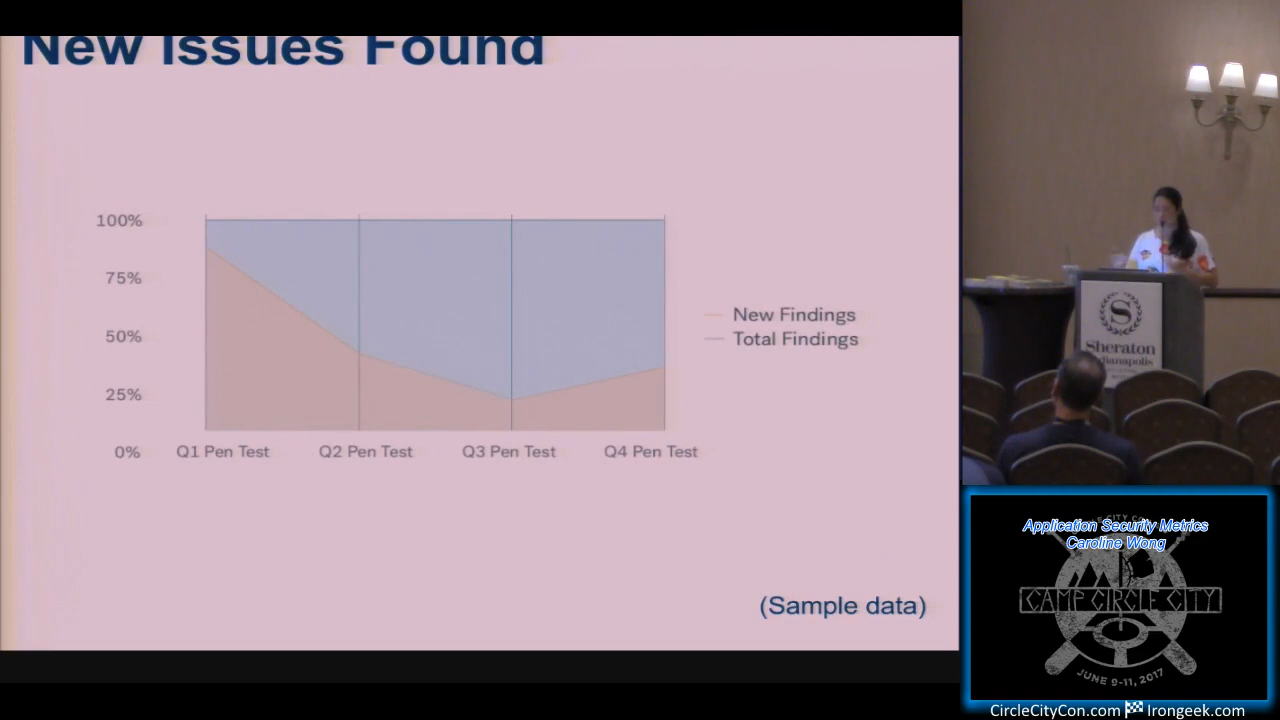 New Issues Found
100%
75%
50%
25%
0%
Q1 Pen Test
Q2 Pen Test
Q3 Pen Test
Q4 Pen Test
New Findings
Total Findings
(Sample data)
S
Sheraton
Application Security Metrics
Caroline Wong
CAMP CIRCLE CITY
JUNE 9-11, 2017
CircleCityCon.com Irongeek.com